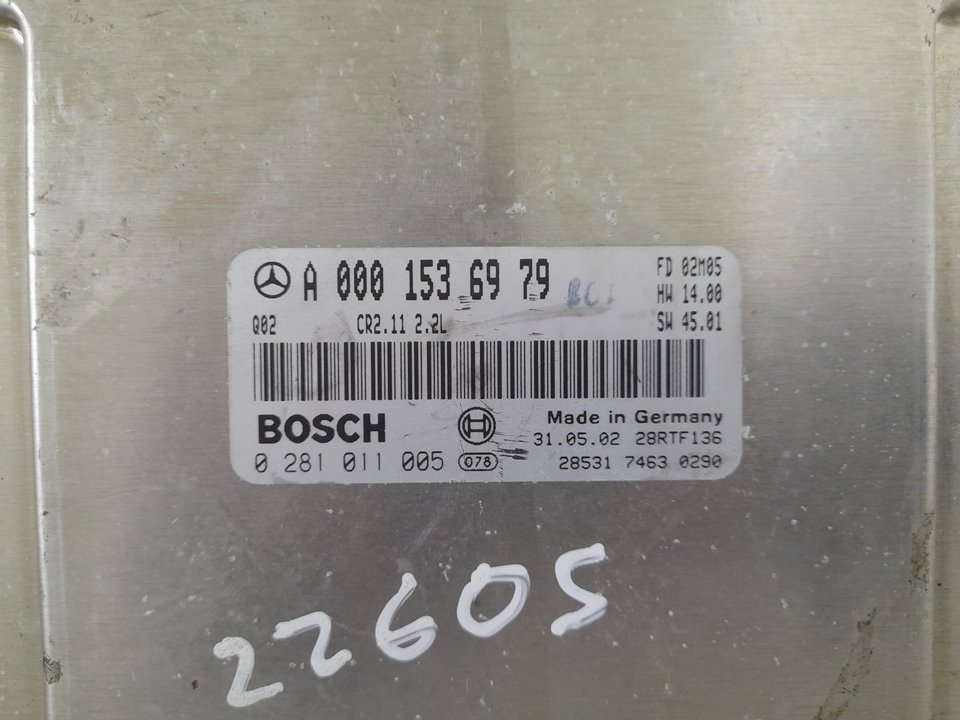 A 000 153 69 79
FD 02M05
HW 14.00
Q02 CR2.11 2.2L SW 45.01
BOSCH Made in Germany
31.05.02 28RTF136
0 281 011 005 078 28531 7463 0290
22605